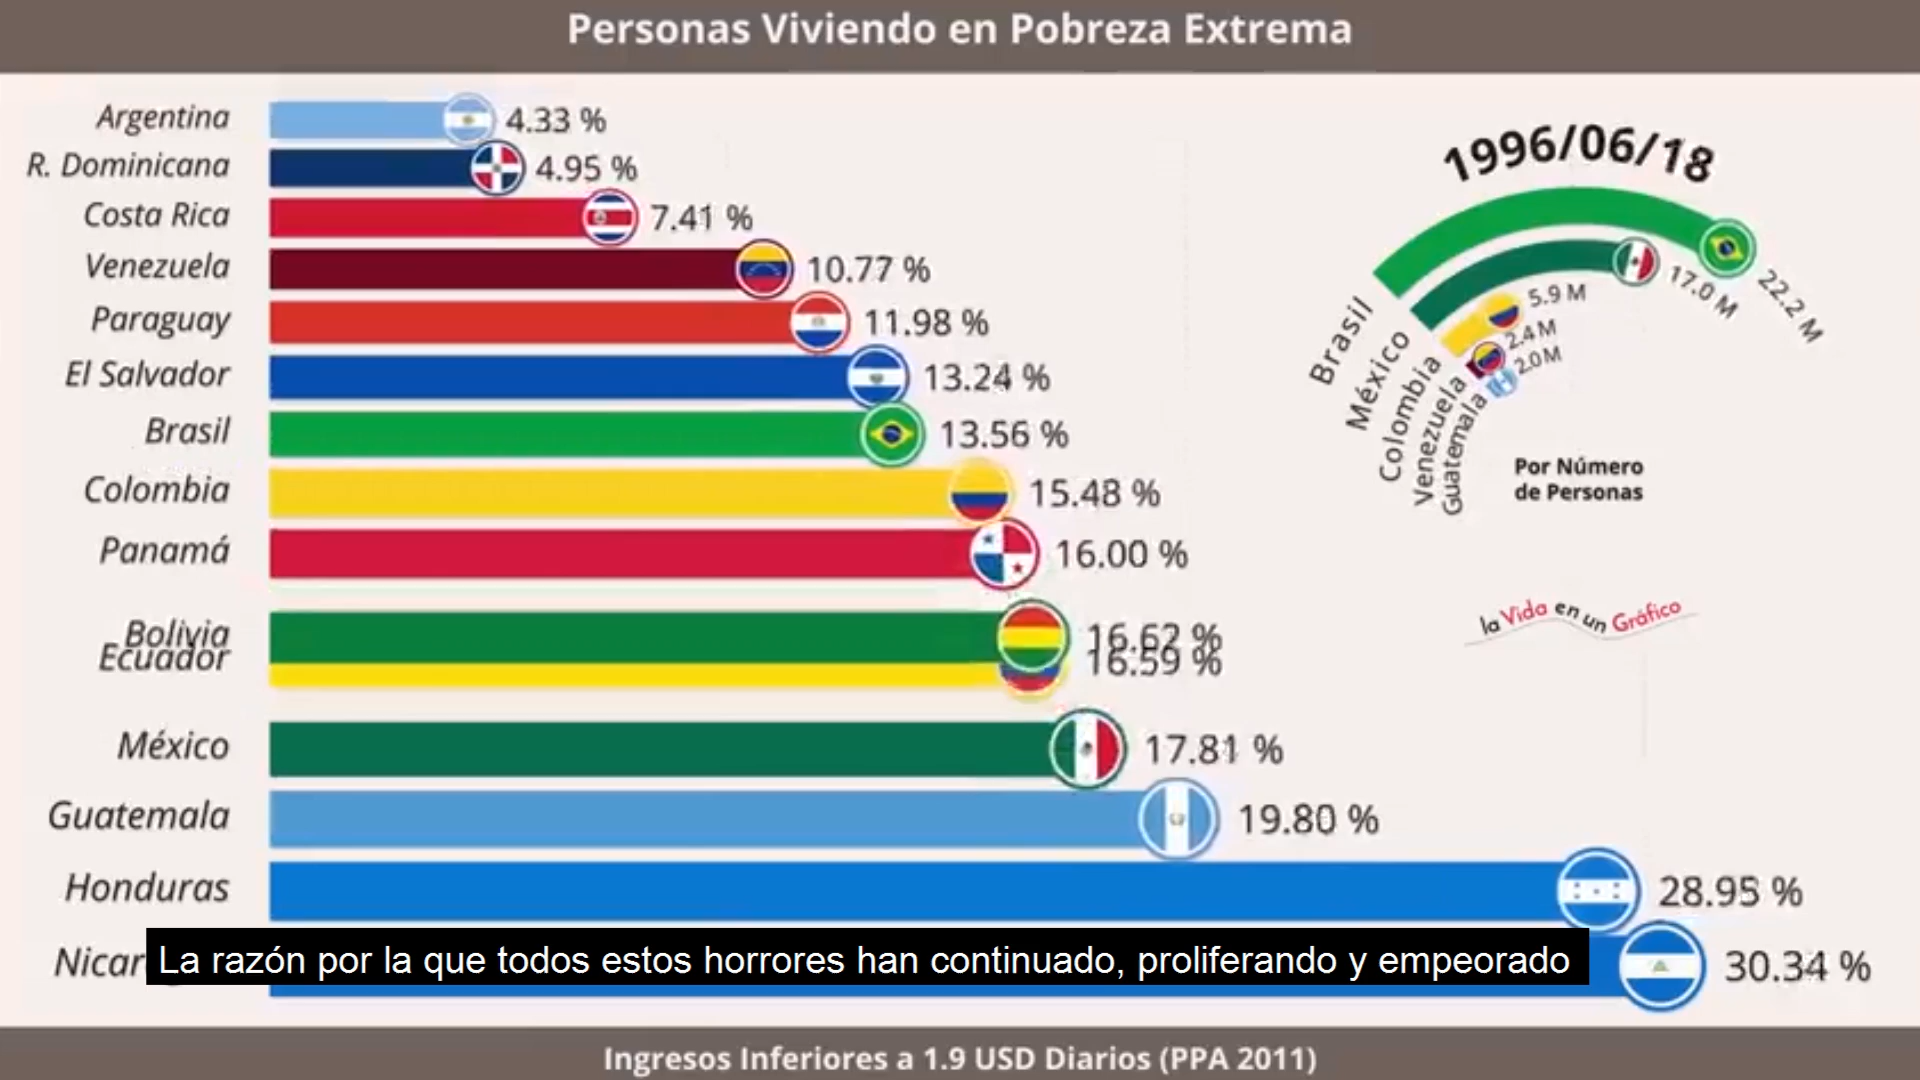 Personas Viviendo en Pobreza Extrema
Argentina 4.33 %
R. Dominicana 4.95 %
Costa Rica 7.41 %
Venezuela 10.77 %
Paraguay 11.98 %
El Salvador 13.24 %
Brasil 13.56 %
Colombia 15.48 %
Panamá 16.00 %
Bolivia 16.62 %
Ecuador 16.59 %
México 17.81 %
Guatemala 19.80 %
Honduras 28.95 %
Nicar 30.34 %
1996/06/18
Brasil 22.2 M
México 17.0 M
Colombia 5.9 M
Venezuela 2.4 M
Guatemala 2.0 M
Por Número
de Personas
la Vida en un Gráfico
La razón por la que todos estos horrores han continuado, proliferando y empeorado
Ingresos Inferiores a 1.9 USD Diarios (PPA 2011)